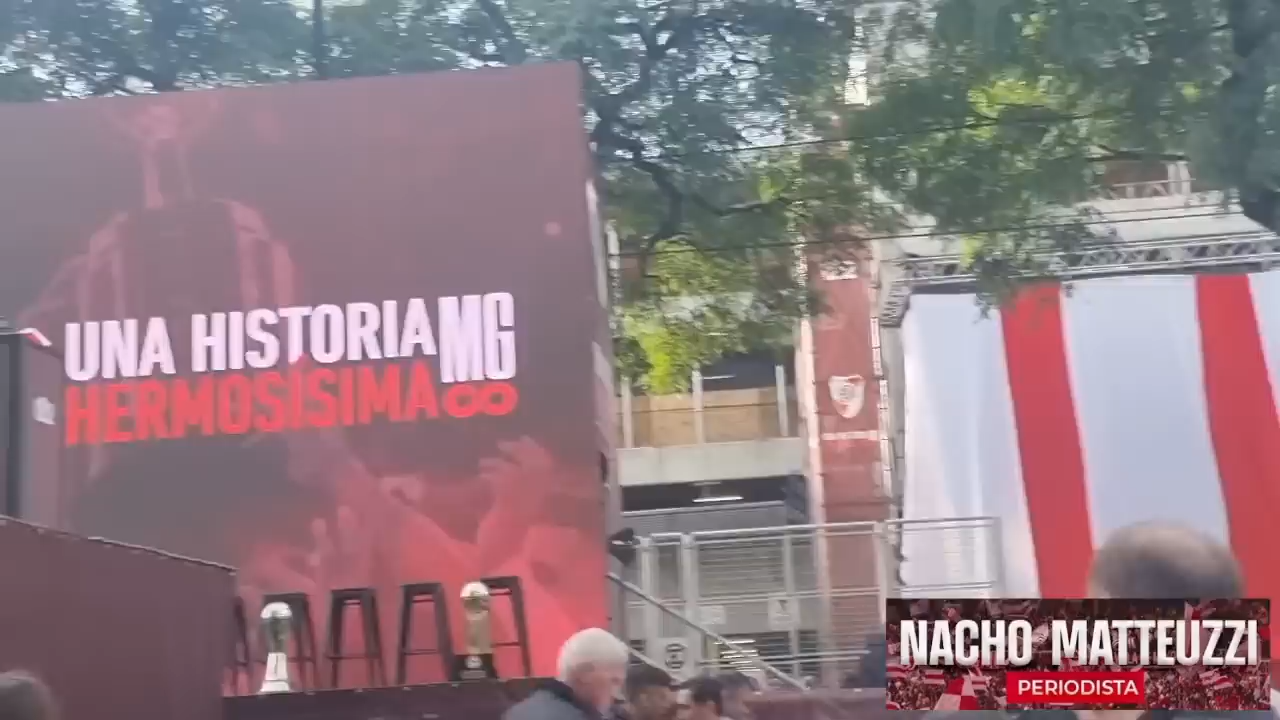 UNA HISTORIA MG
HERMOSÍSIMA ∞
NACHO MATTEUZZI
PERIODISTA